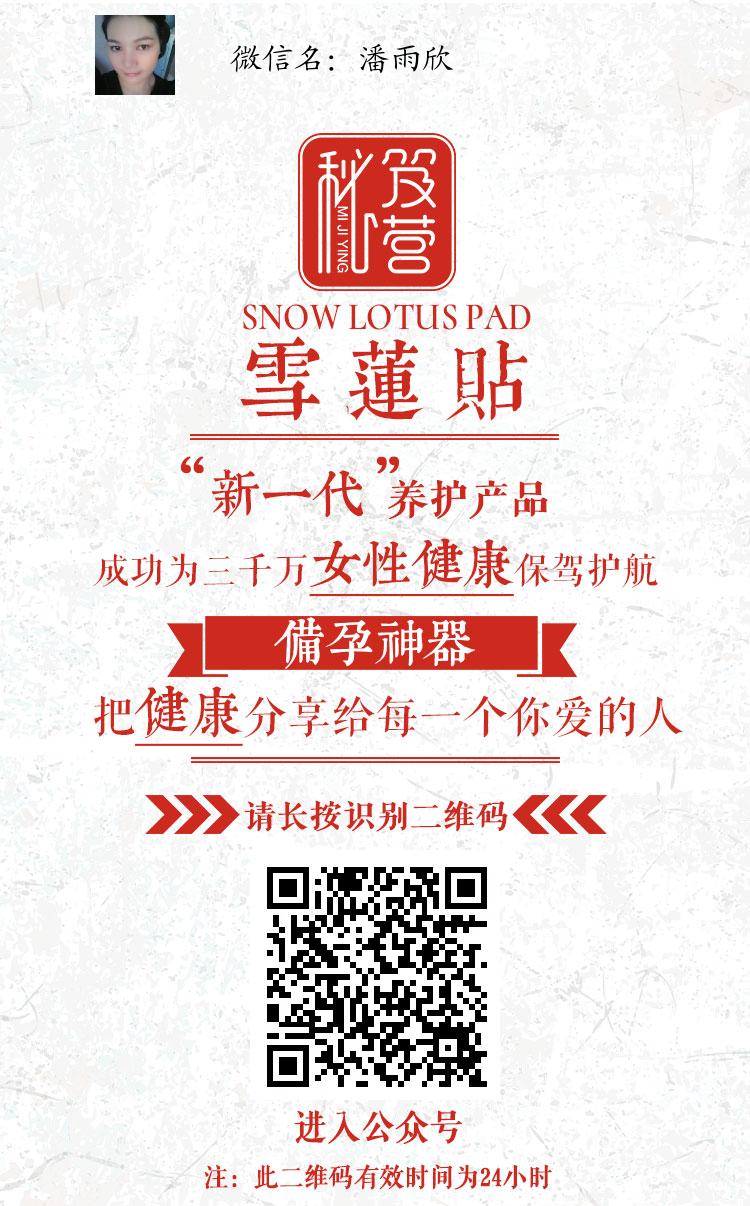 微信名：潘雨欣
秘笈营
MI JI YING
SNOW LOTUS PAD
雪蓮貼
“新一代”养护产品
成功为三千万女性健康保驾护航
備孕神器
把健康分享给每一个你爱的人
请长按识别二维码
进入公众号
注：此二维码有效时间为24小时